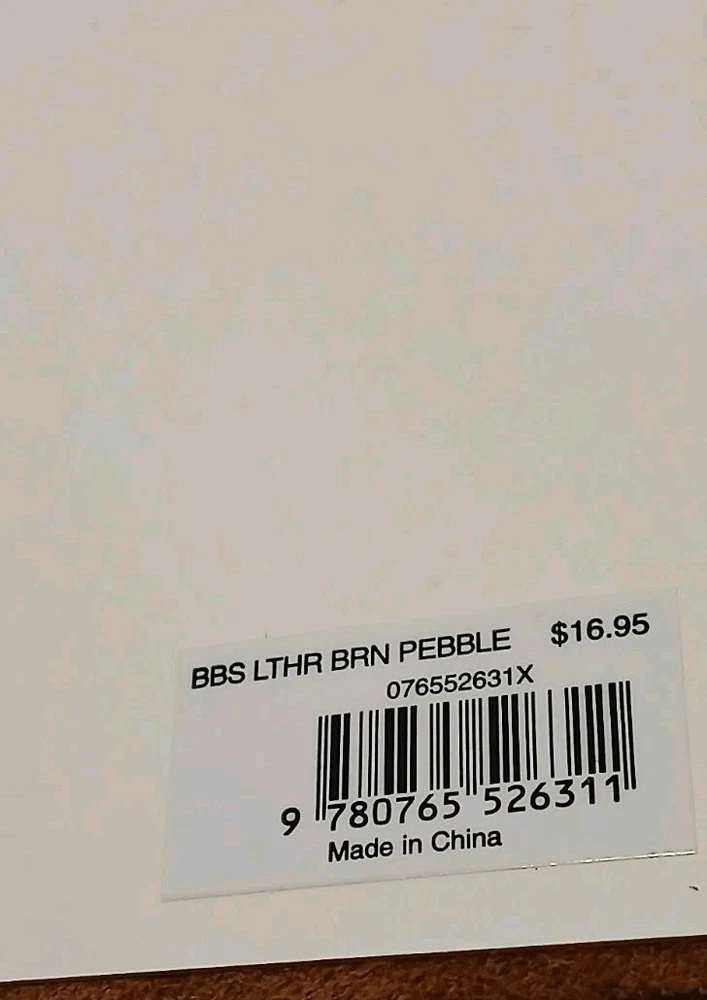 BBS LTHR BRN PEBBLE $16.95
076552631X
9 780765 526311
Made in China